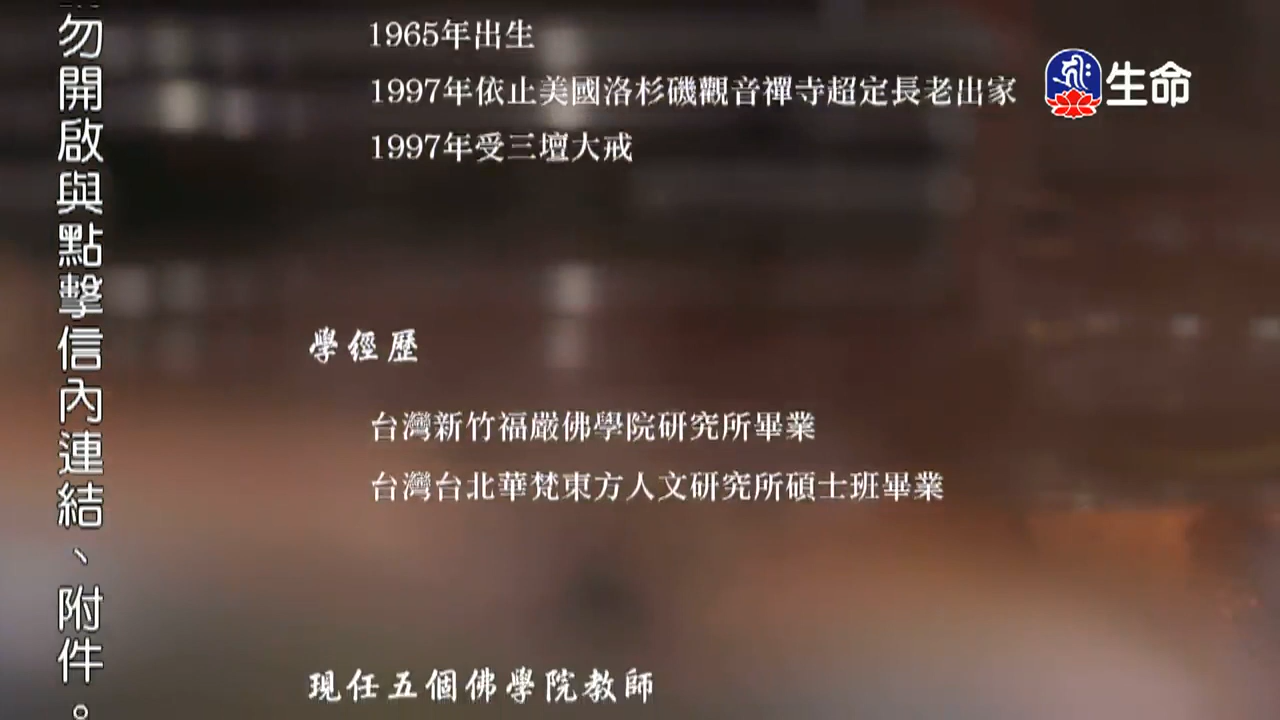 1965年出生
1997年依止美國洛杉磯觀音禪寺超定長老出家
1997年受三壇大戒
學經歷
台灣新竹福嚴佛學院研究所畢業
台灣台北華梵東方人文研究所碩士班畢業
現任五個佛學院教師
生命
勿開啟與點擊信內連結、附件。